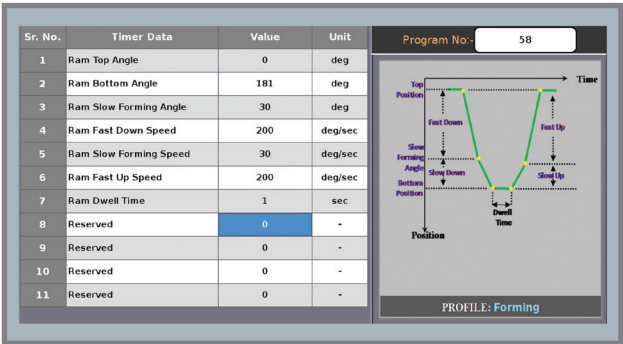 Sr. No. Timer Data Value Unit
1 Ram Top Angle 0 deg
2 Ram Bottom Angle 181 deg
3 Ram Slow Forming Angle 30 deg
4 Ram Fast Down Speed 200 deg/sec
5 Ram Slow Forming Speed 30 deg/sec
6 Ram Fast Up Speed 200 deg/sec
7 Ram Dwell Time 1 sec
8 Reserved 0 -
9 Reserved 0 -
10 Reserved 0 -
11 Reserved 0 -
Program No:- 58
Top
Position
Time
Fast Down
Fast Up
Slow
Forming
Angle
Slow Down
Slow Up
Bottom
Position
Dwell
Time
Position
PROFILE: Forming